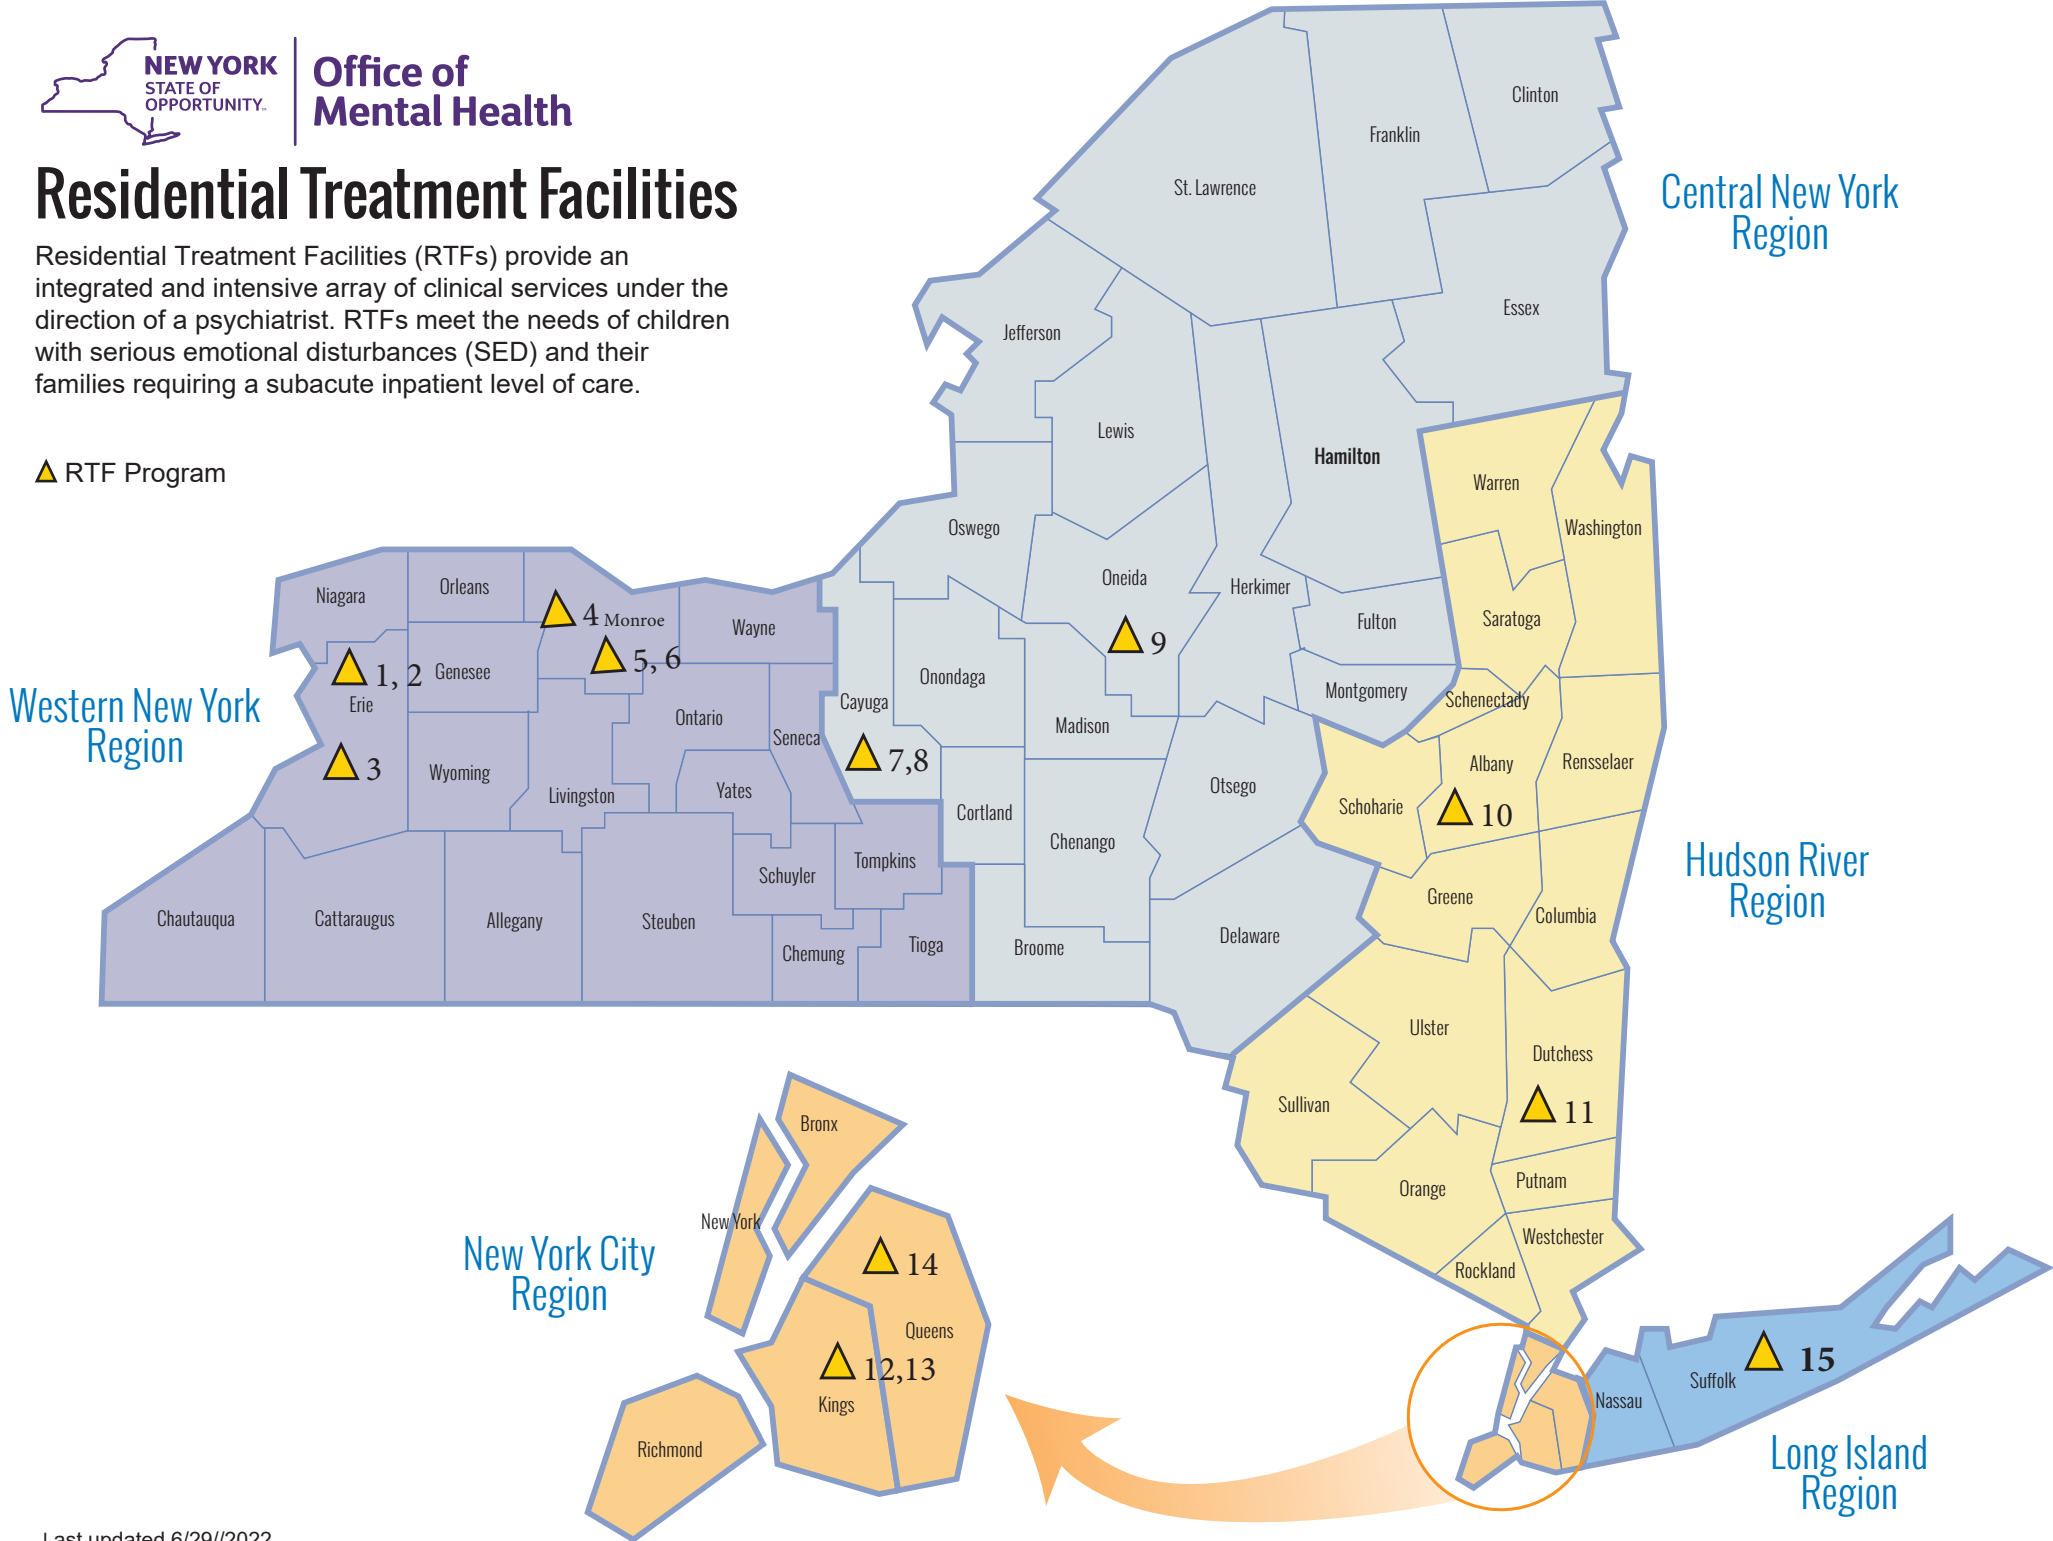 NEW YORK
STATE OF
OPPORTUNITY™
Office of
Mental Health
Residential Treatment Facilities
Residential Treatment Facilities (RTFs) provide an
integrated and intensive array of clinical services under the
direction of a psychiatrist. RTFs meet the needs of children
with serious emotional disturbances (SED) and their
families requiring a subacute inpatient level of care.
RTF Program
Central New York
Region
Clinton
Franklin
St. Lawrence
Essex
Jefferson
Lewis
Hamilton
Warren
Washington
Oswego
Oneida
Herkimer
9
Fulton
Saratoga
Niagara
Orleans
4 Monroe
5, 6
Wayne
1, 2
Genesee
Erie
Western New York
Region
Onondaga
Cayuga
Montgomery
Schenectady
Ontario
Seneca
Madison
7,8
3
Wyoming
Livingston
Yates
Cortland
Otsego
Albany
Rensselaer
Schoharie
10
Chenango
Schuyler
Tompkins
Hudson River
Region
Greene
Columbia
Chautauqua
Cattaraugus
Allegany
Steuben
Chemung
Tioga
Broome
Delaware
Ulster
Dutchess
11
Sullivan
Orange
Putnam
Westchester
Rockland
Bronx
New York
New York City
Region
14
Queens
12,13
Kings
Richmond
15
Suffolk
Nassau
Long Island
Region
Last updated 6/29//2022